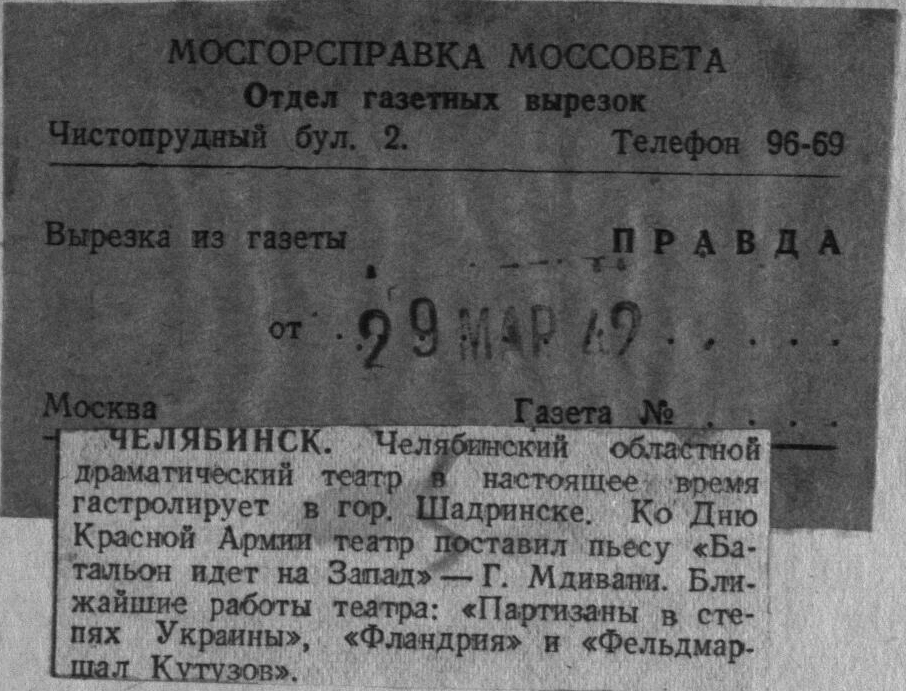 МОСГОРСПРАВКА МОССОВЕТА
Отдел газетных вырезок
Чистопрудный бул. 2. Телефон 96-69
Вырезка из газеты ПРАВДА
от . 29 МАР 42 . . . . .
Москва Газета № . . . .
ЧЕЛЯБИНСК. Челябинский областной
драматический театр в настоящее время
гастролирует в гор. Шадринске. Ко Дню
Красной Армии театр поставил пьесу «Ба-
тальон идет на Запад» — Г. Мдивани. Бли-
жайшие работы театра: «Партизаны в сте-
пях Украины», «Фландрия» и «Фельдмар-
шал Кутузов».